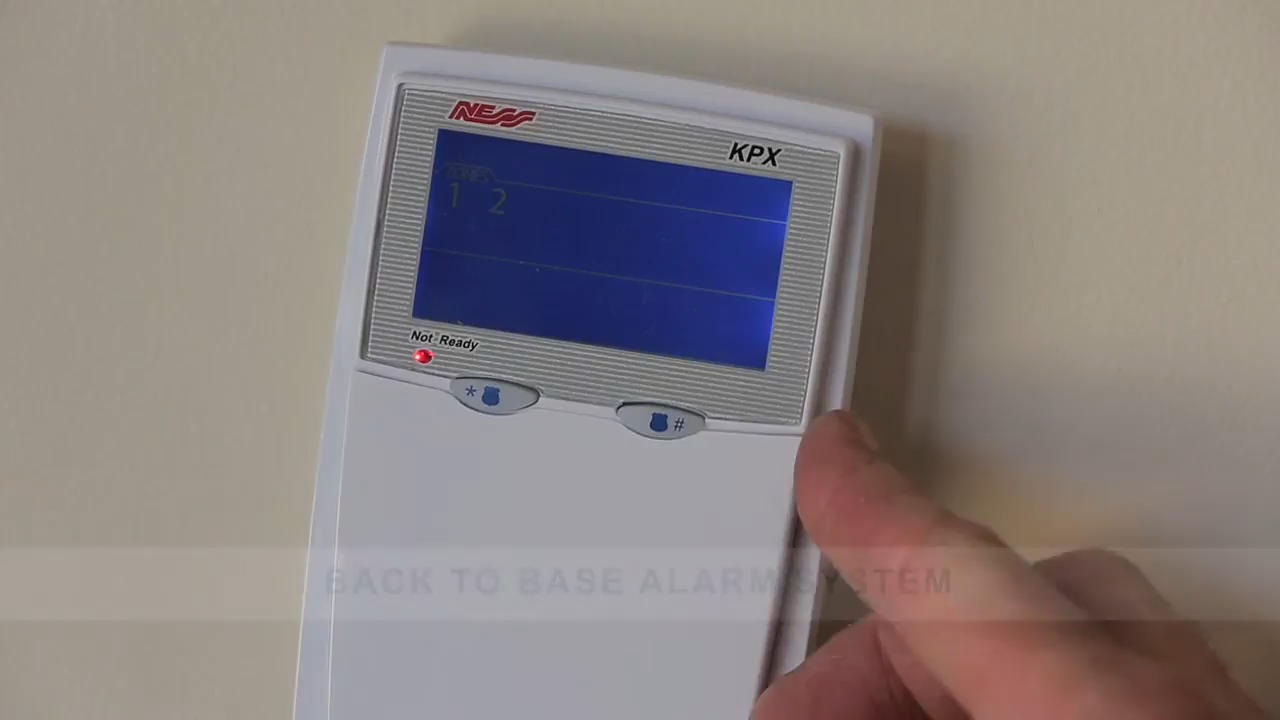 NESS
KPX
ZONES
1 2
Not Ready
*
#
BACK TO BASE ALARM SYSTEM